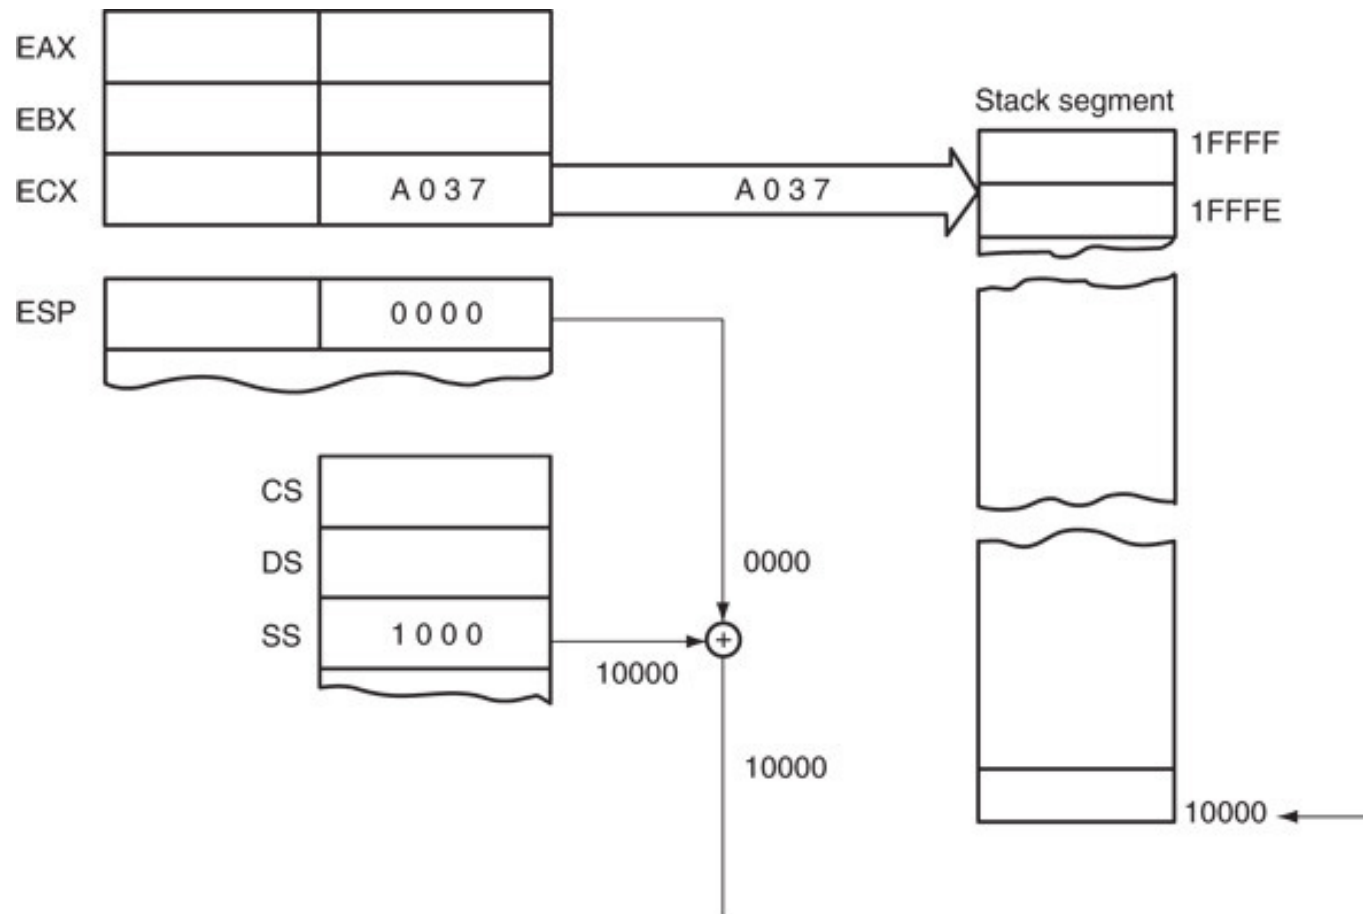 EAX
EBX
Stack segment
1FFFF
ECX A 0 3 7 A 0 3 7
1FFFE
ESP 0 0 0 0
CS
DS 0000
SS 1 0 0 0 +
10000
10000
10000